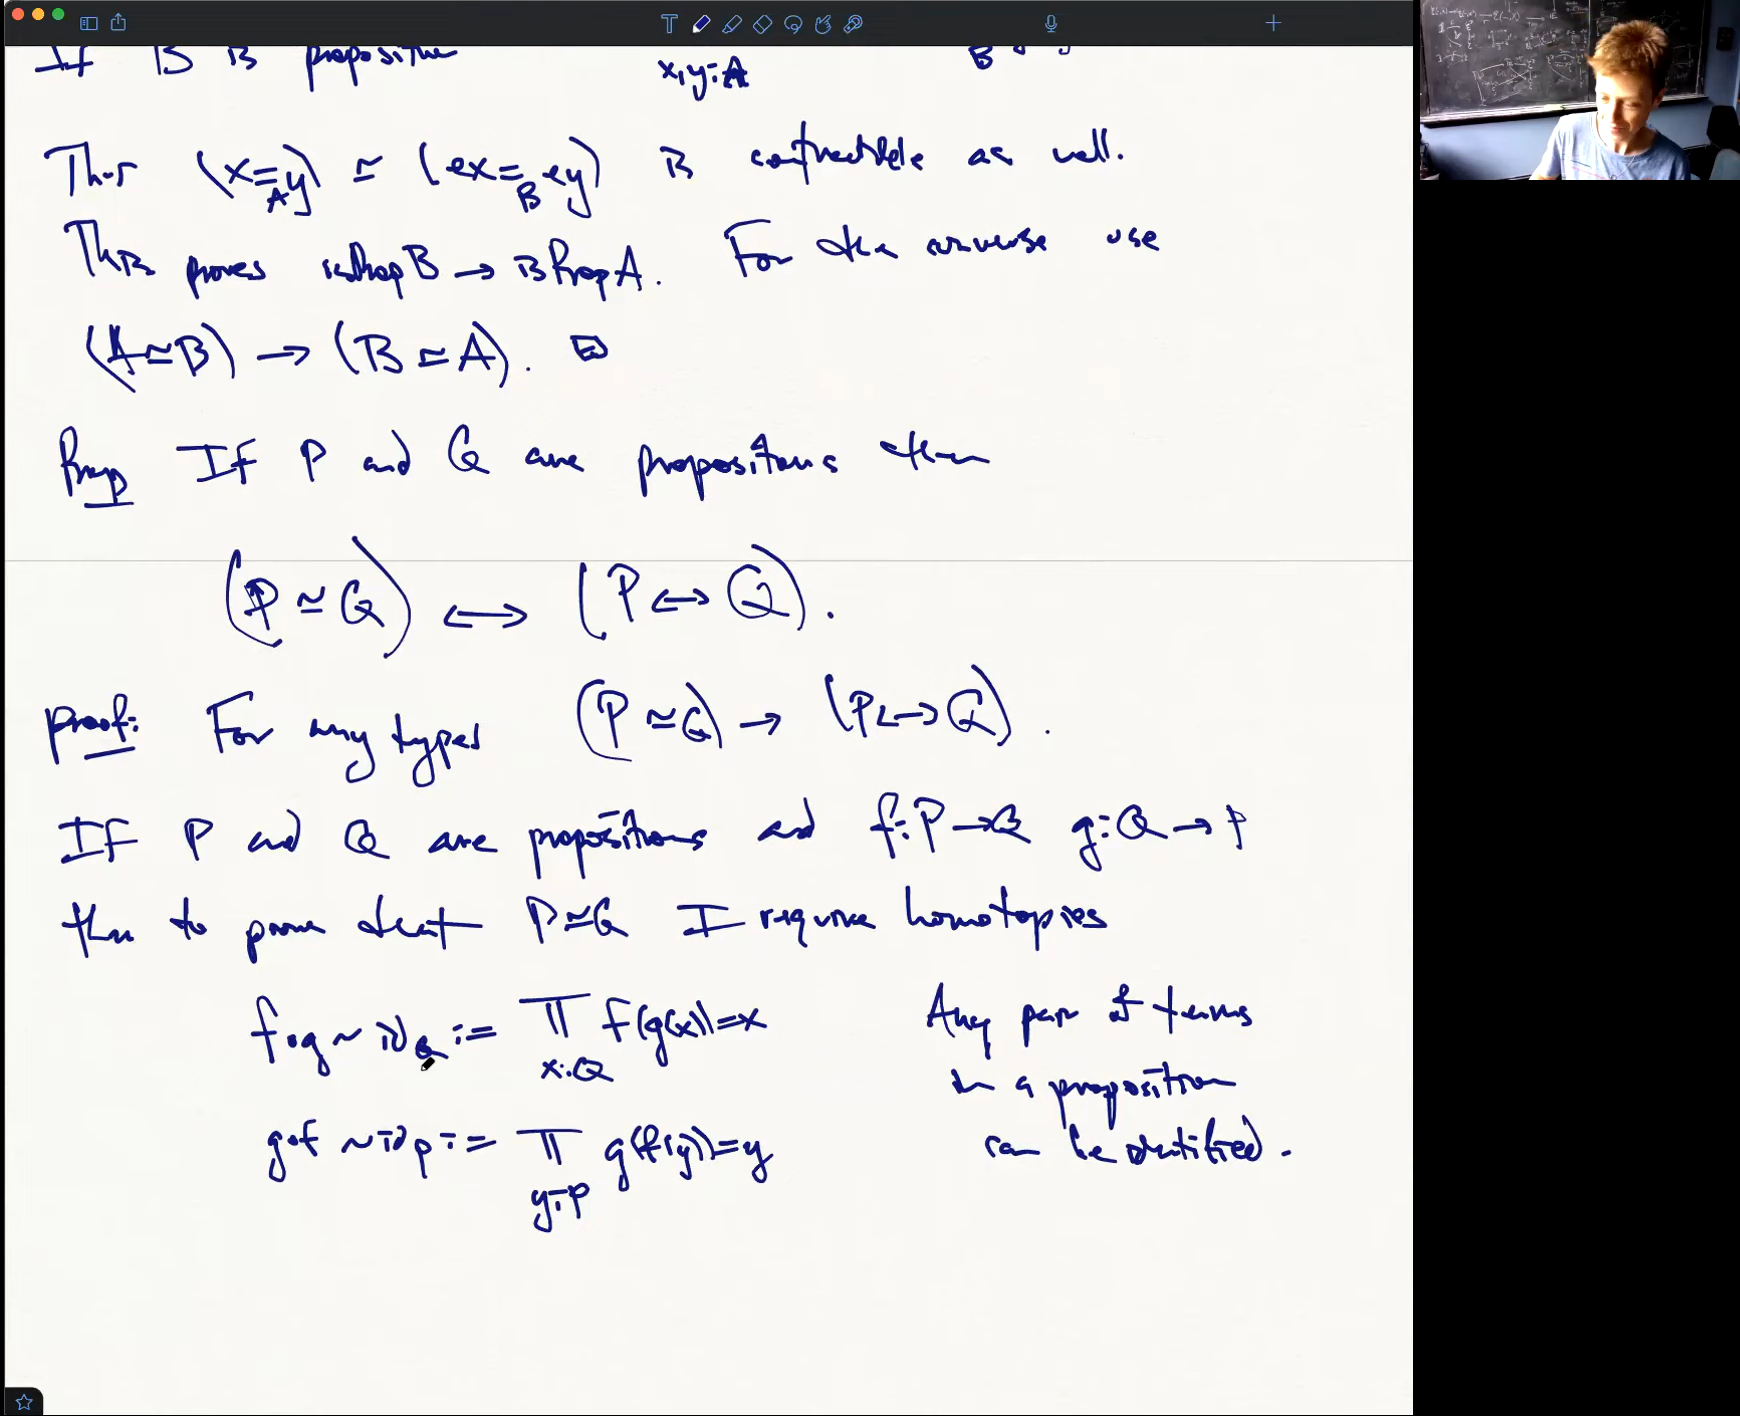 If B is proposition
x,y:A
B
Thus (x =_A y) ≃ (ex =_B ey) is contractible as well.
This proves isProp B → isProp A. For the converse use
(A ≃ B) → (B ≃ A). □
Prop If P and Q are propositions then
(P ≃ Q) ↔ (P ↔ Q).
proof: For any types (P ≃ Q) → (P ↔ Q).
If P and Q are propositions and f:P → Q g:Q → P
then to prove that P ≃ Q I require homotopies
f∘g ~ id_Q := Π_{x:Q} f(g(x)) = x
g∘f ~ id_P := Π_{y:P} g(f(y)) = y
Any pair of terms
in a proposition
can be identified.